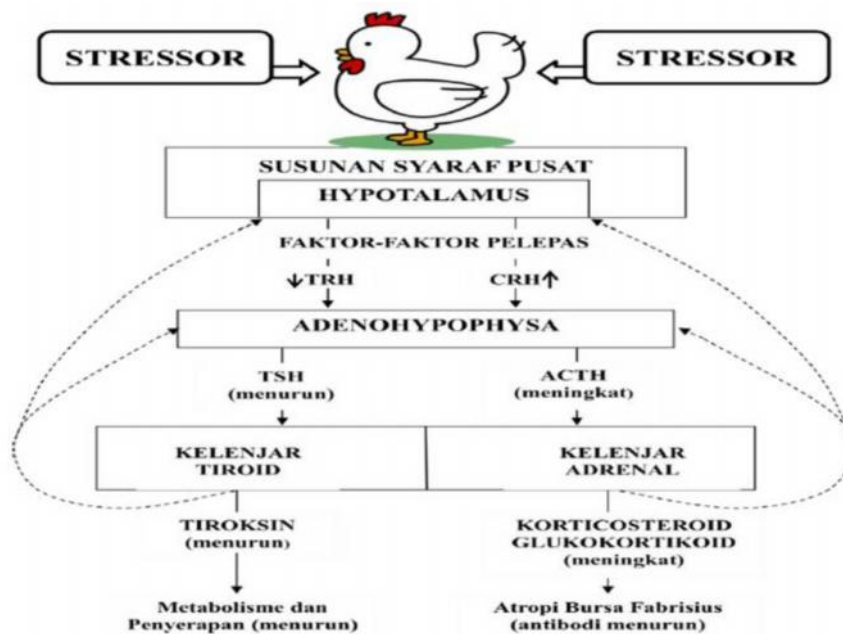 STRESSOR
STRESSOR
SUSUNAN SYARAF PUSAT
HYPOTALAMUS
FAKTOR-FAKTOR PELEPAS
↓TRH
CRH↑
ADENOHYPOPHYSA
TSH
(menurun)
ACTH
(meningkat)
KELENJAR
TIROID
KELENJAR
ADRENAL
TIROKSIN
(menurun)
KORTICOSTEROID
GLUKOKORTIKOID
(meningkat)
Metabolisme dan
Penyerapan (menurun)
Atropi Bursa Fabrisius
(antibodi menurun)